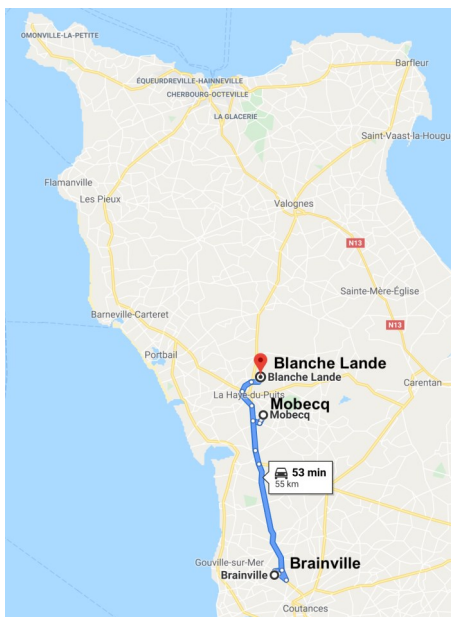 OMONVILLE-LA-PETITE
Barfleur
ÉQUEURDREVILLE-HAINNEVILLE
CHERBOURG-OCTEVILLE
LA GLACERIE
Saint-Vaast-la-Hougu
Flamanville
Les Pieux
Valognes
N13
Sainte-Mère-Église
Barneville-Carteret
N13
Portbail
Blanche Lande
Blanche Lande
Carentan
La Haye-du-Puits
Mobecq
Mobecq
53 min
55 km
Gouville-sur-Mer
Brainville
Brainville
Coutances